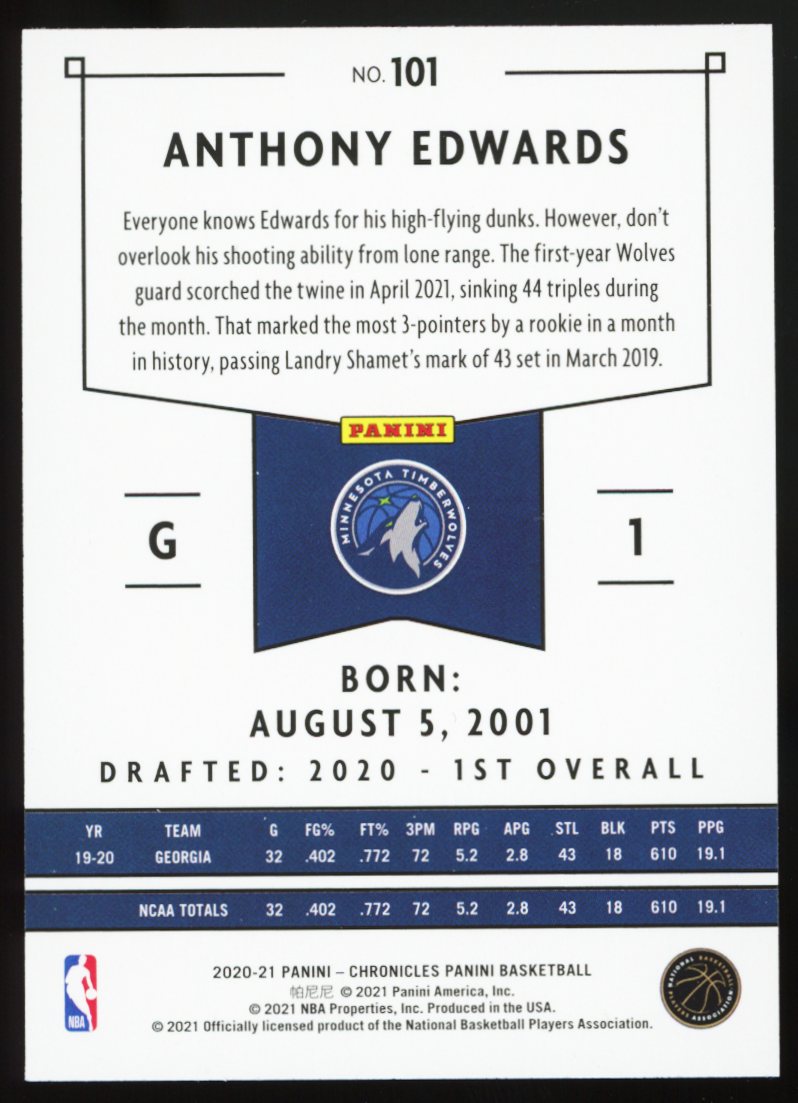 NO. 101
ANTHONY EDWARDS
Everyone knows Edwards for his high-flying dunks. However, don't
overlook his shooting ability from lone range. The first-year Wolves
guard scorched the twine in April 2021, sinking 44 triples during
the month. That marked the most 3-pointers by a rookie in a month
in history, passing Landry Shamet's mark of 43 set in March 2019.
PANINI
MINNESOTA TIMBERWOLVES
G
1
BORN:
AUGUST 5, 2001
DRAFTED: 2020 - 1ST OVERALL
YR TEAM G FG% FT% 3PM RPG APG STL BLK PTS PPG
19-20 GEORGIA 32 .402 .772 72 5.2 2.8 43 18 610 19.1
NCAA TOTALS 32 .402 .772 72 5.2 2.8 43 18 610 19.1
2020-21 PANINI – CHRONICLES PANINI BASKETBALL
帕尼尼 © 2021 Panini America, Inc.
© 2021 NBA Properties, Inc. Produced in the USA.
© 2021 Officially licensed product of the National Basketball Players Association.
NBA
NATIONAL BASKETBALL
PLAYERS ASSOCIATION